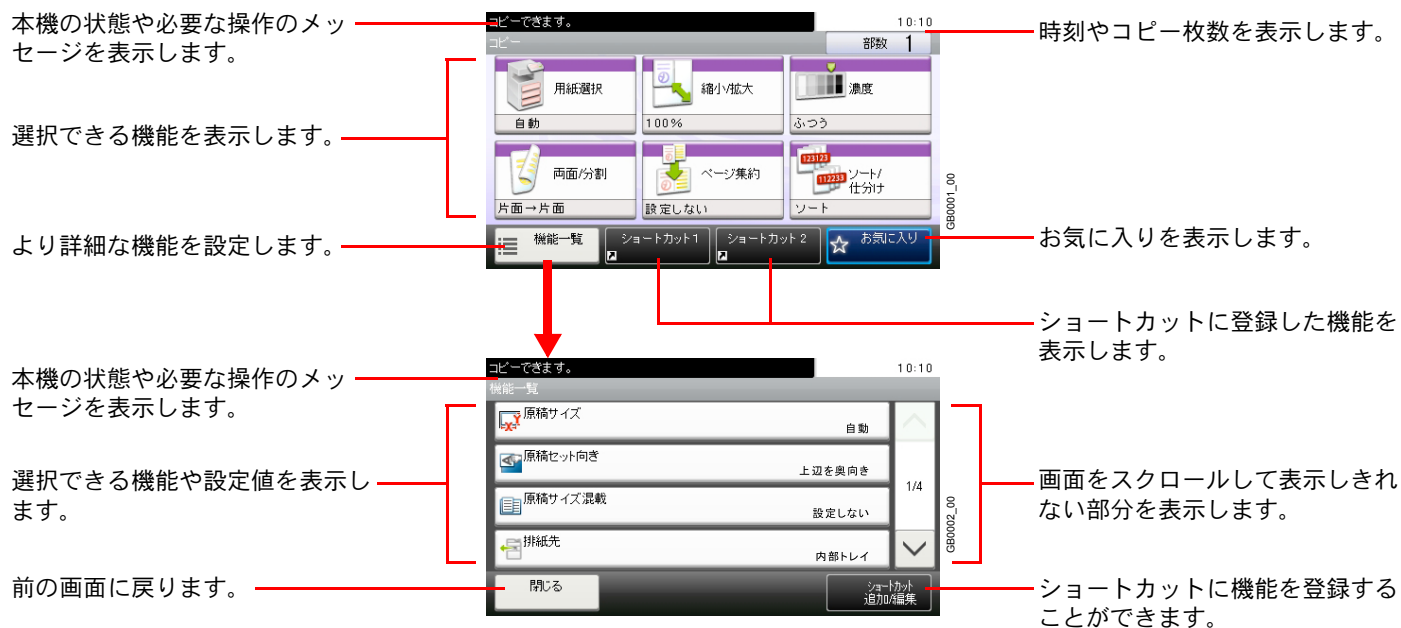 本機の状態や必要な操作のメッ
セージを表示します。
選択できる機能を表示します。
より詳細な機能を設定します。
コピーできます。
10:10
コピー
部数 1
用紙選択
自動
縮小/拡大
100%
濃度
ふつう
両面/分割
片面→片面
ページ集約
設定しない
123123
112233
ソート/
仕分け
ソート
機能一覧
ショートカット1
ショートカット2
お気に入り
GB0001_00
時刻やコピー枚数を表示します。
お気に入りを表示します。
ショートカットに登録した機能を
表示します。
本機の状態や必要な操作のメッ
セージを表示します。
選択できる機能や設定値を表示し
ます。
前の画面に戻ります。
コピーできます。
10:10
機能一覧
原稿サイズ
自動
原稿セット向き
上辺を奥向き
原稿サイズ混載
設定しない
排紙先
内部トレイ
1/4
閉じる
ショートカット
追加/編集
GB0002_00
画面をスクロールして表示しきれ
ない部分を表示します。
ショートカットに機能を登録する
ことができます。